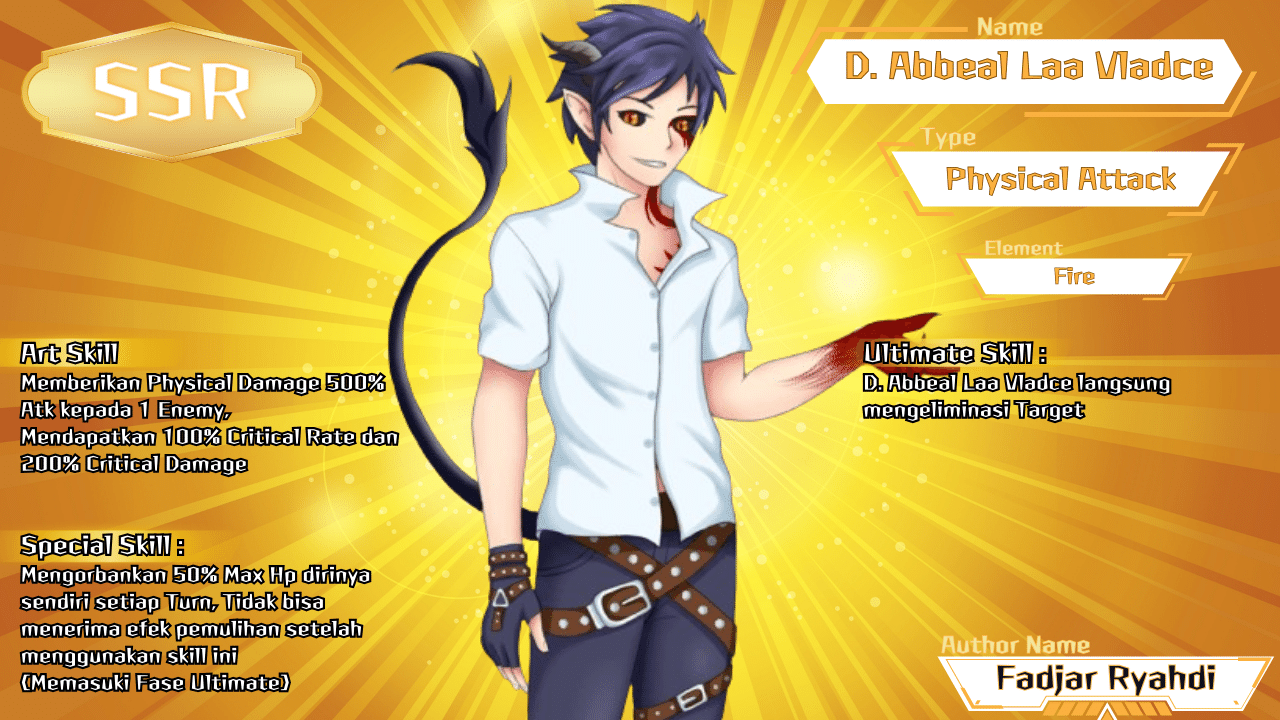 SSR
Name
D. Abbeal Laa Vladce
Type
Physical Attack
Element
Fire
Art Skill
Memberikan Physical Damage 500%
Atk kepada 1 Enemy,
Mendapatkan 100% Critical Rate dan
200% Critical Damage
Special Skill :
Mengorbankan 50% Max Hp dirinya
sendiri setiap Turn, Tidak bisa
menerima efek pemulihan setelah
menggunakan skill ini
(Memasuki Fase Ultimate)
Ultimate Skill :
D. Abbeal Laa Vladce langsung
mengeliminasi Target
Author Name
Fadjar Ryahdi